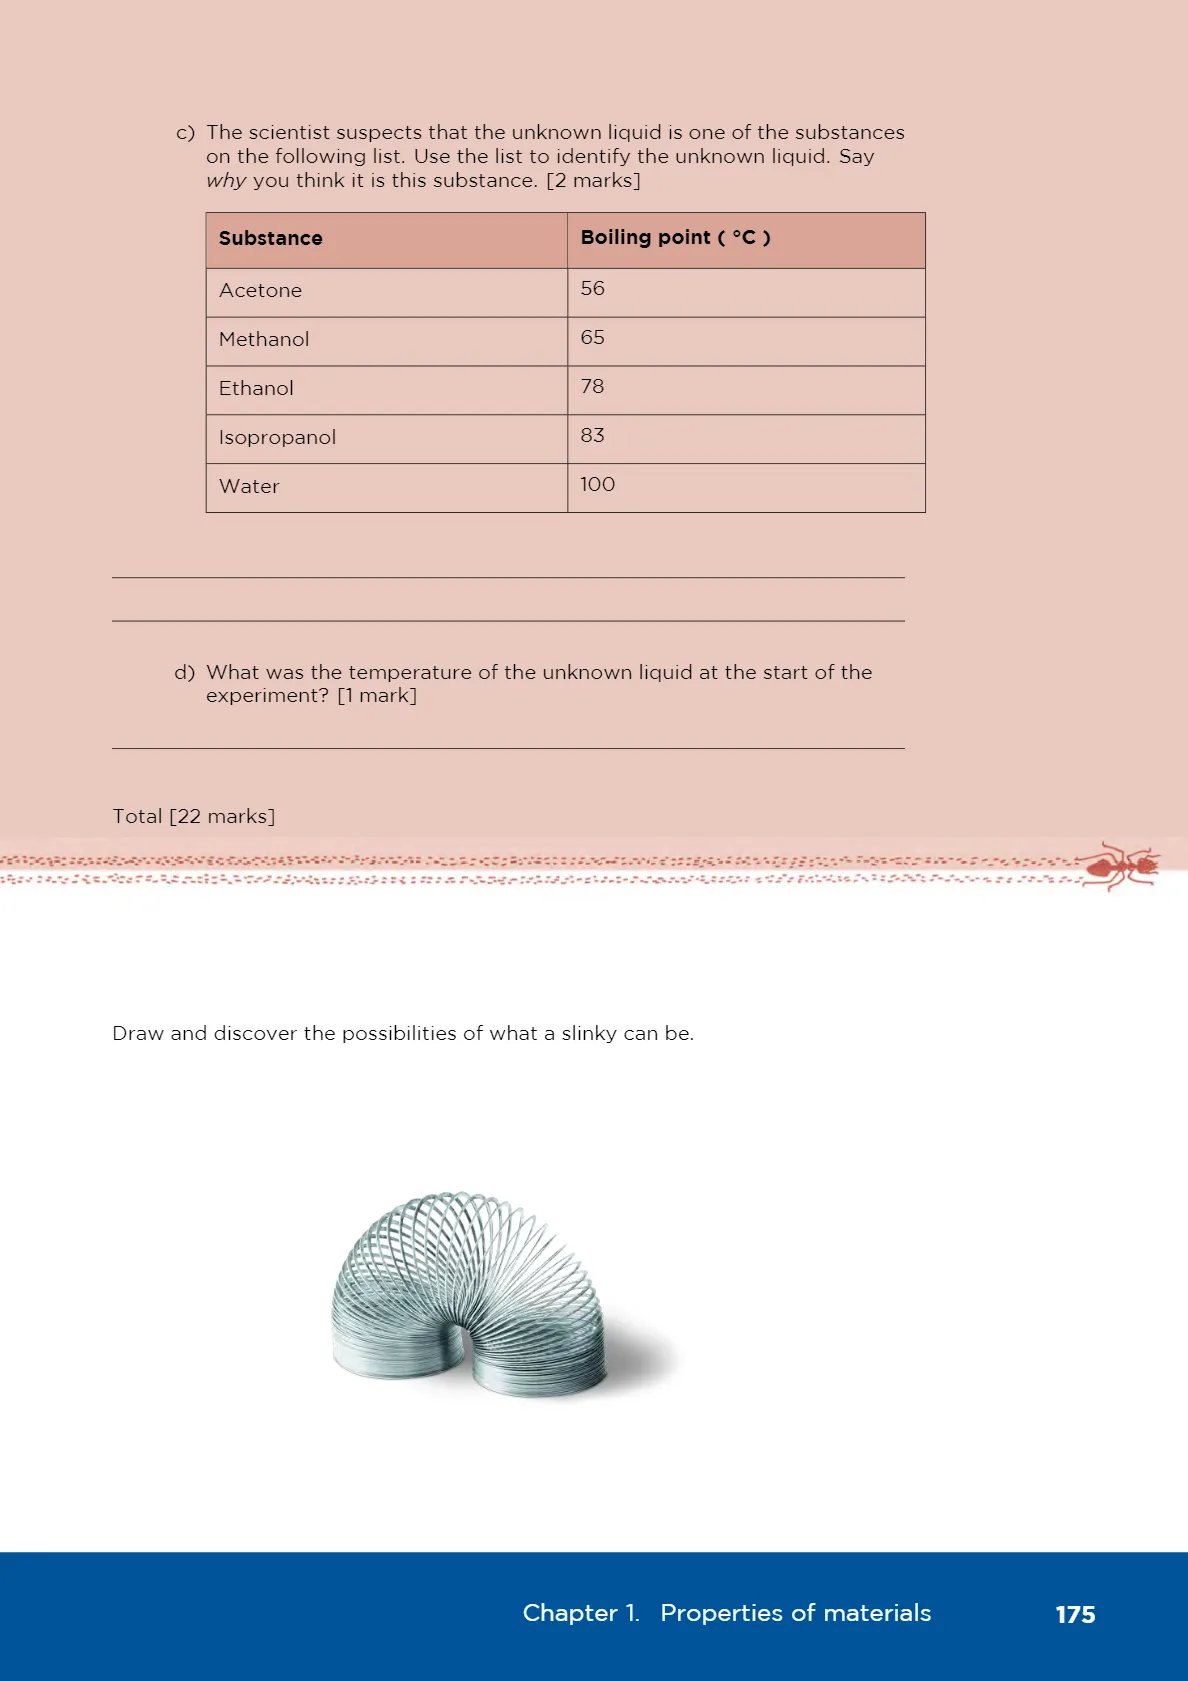 c) The scientist suspects that the unknown liquid is one of the substances
on the following list. Use the list to identify the unknown liquid. Say
why you think it is this substance. [2 marks]
Substance Boiling point ( °C )
Acetone 56
Methanol 65
Ethanol 78
Isopropanol 83
Water 100
d) What was the temperature of the unknown liquid at the start of the
experiment? [1 mark]
Total [22 marks]
Draw and discover the possibilities of what a slinky can be.
Chapter 1. Properties of materials 175